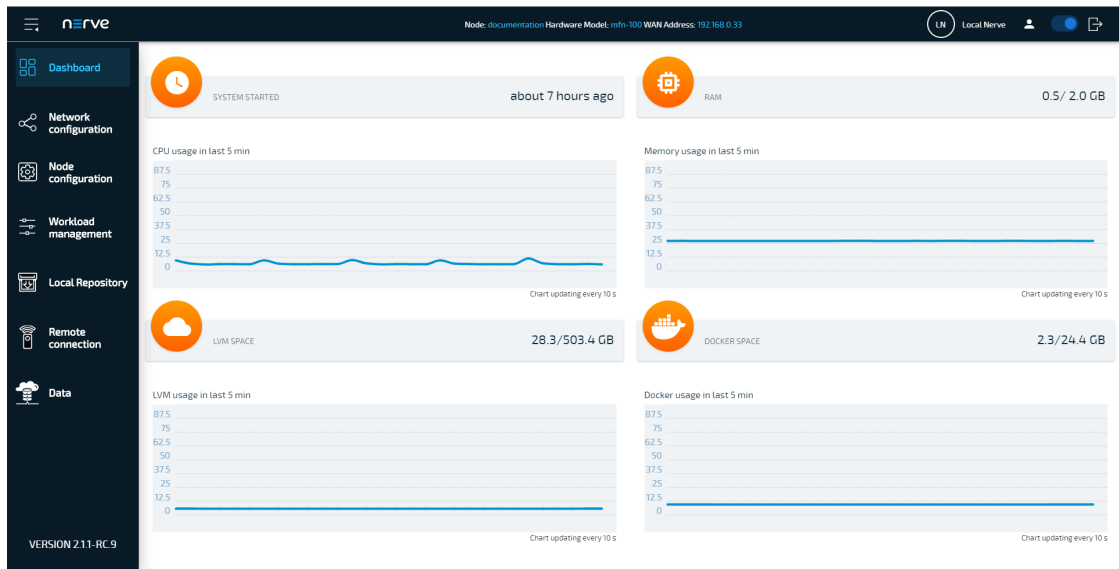 nerve
Node: documentation Hardware Model: mfn-100 WAN Address: 192.168.0.33
LN
Local Nerve
Dashboard
Network
configuration
Node
configuration
Workload
management
Local Repository
Remote
connection
Data
VERSION 2.1.1-RC.9
SYSTEM STARTED
about 7 hours ago
RAM
0.5/ 2.0 GB
CPU usage in last 5 min
87.5
75
62.5
50
37.5
25
12.5
0
Chart updating every 10 s
Memory usage in last 5 min
87.5
75
62.5
50
37.5
25
12.5
0
Chart updating every 10 s
LVM SPACE
28.3/503.4 GB
DOCKER SPACE
2.3/24.4 GB
LVM usage in last 5 min
87.5
75
62.5
50
37.5
25
12.5
0
Chart updating every 10 s
Docker usage in last 5 min
87.5
75
62.5
50
37.5
25
12.5
0
Chart updating every 10 s